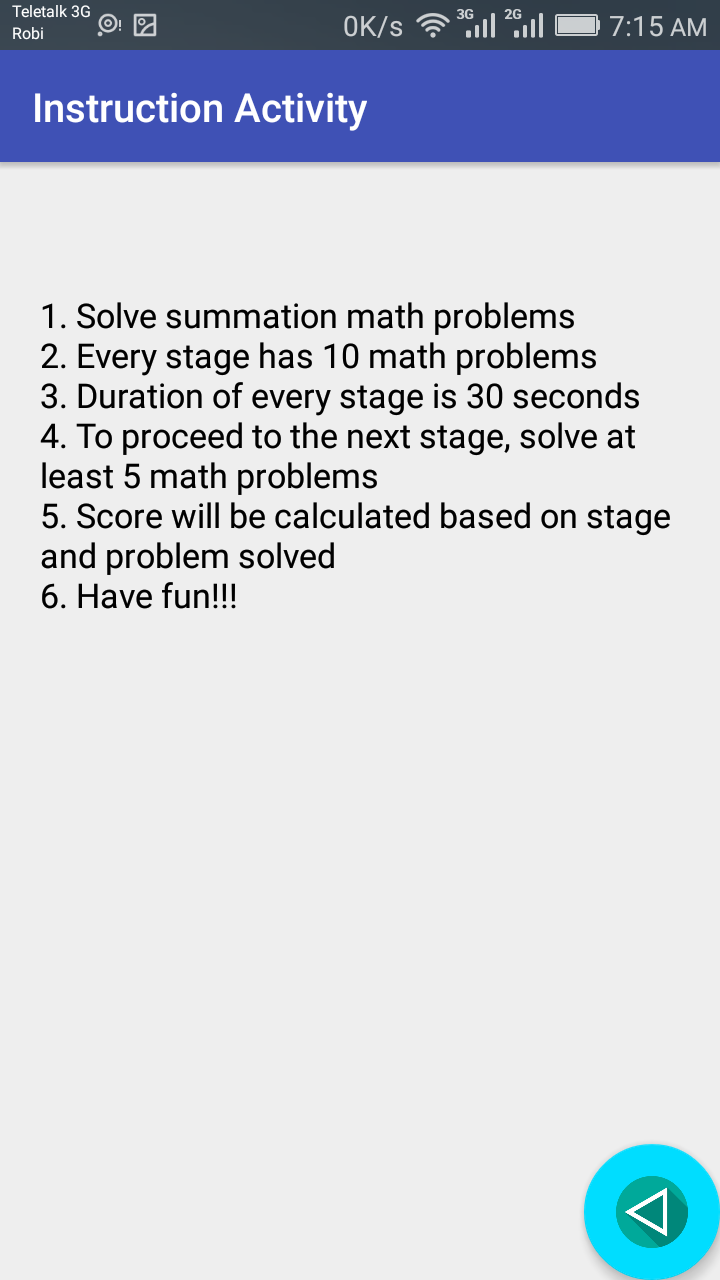 Teletalk 3G
Robi
0K/s 3G 2G 7:15 AM
Instruction Activity
1. Solve summation math problems
2. Every stage has 10 math problems
3. Duration of every stage is 30 seconds
4. To proceed to the next stage, solve at
least 5 math problems
5. Score will be calculated based on stage
and problem solved
6. Have fun!!!